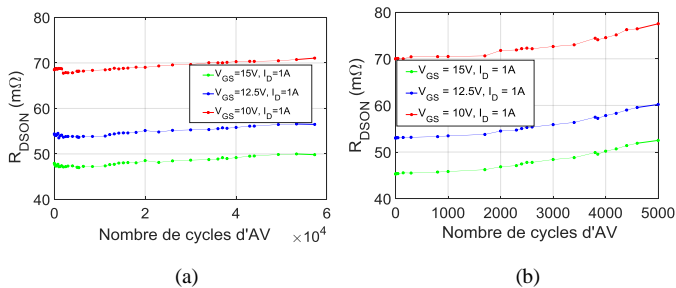 80
70
60
50
40
R_DSON (mΩ)
V_GS=15V, I_D=1A
V_GS=12.5V, I_D=1A
V_GS=10V, I_D=1A
0
2
4
6
Nombre de cycles d'AV
×10^4
(a)
80
70
60
50
40
R_DSON (mΩ)
V_GS = 15V, I_D = 1A
V_GS = 12.5V, I_D = 1A
V_GS = 10V, I_D = 1A
0
1000
2000
3000
4000
5000
Nombre de cycles d'AV
(b)